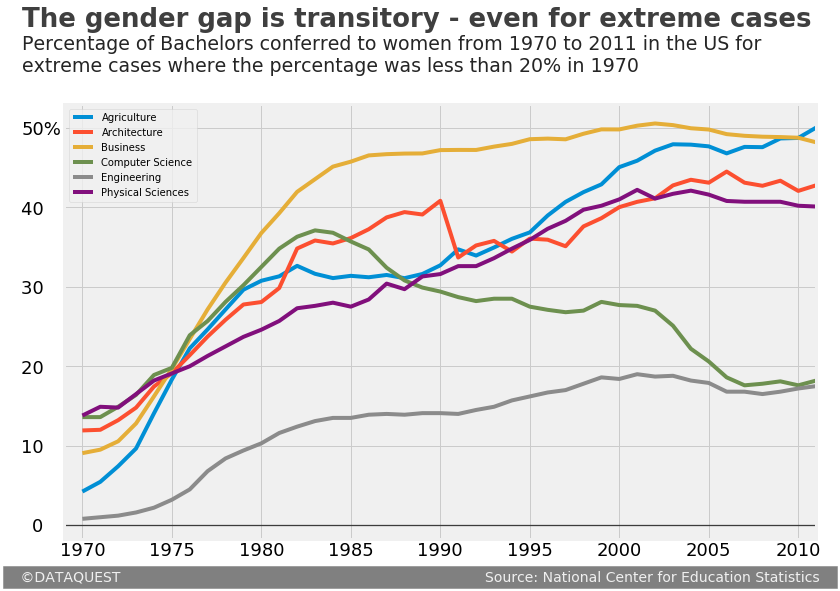 The gender gap is transitory - even for extreme cases
Percentage of Bachelors conferred to women from 1970 to 2011 in the US for
extreme cases where the percentage was less than 20% in 1970
Agriculture
Architecture
Business
Computer Science
Engineering
Physical Sciences
50%
40
30
20
10
0
1970 1975 1980 1985 1990 1995 2000 2005 2010
©DATAQUEST Source: National Center for Education Statistics